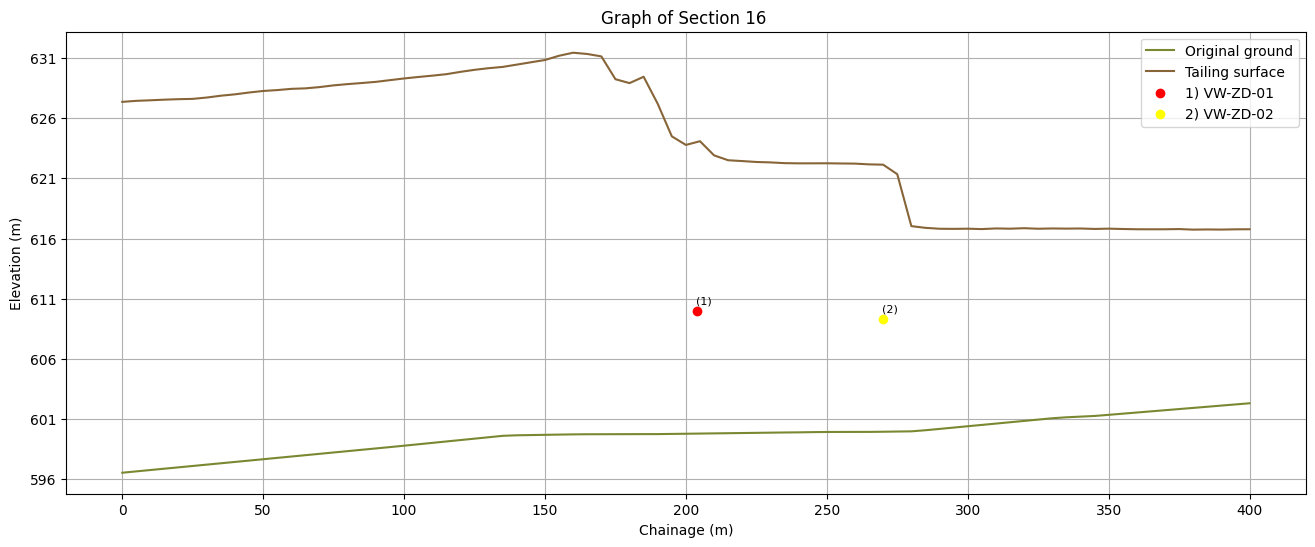 Graph of Section 16
Original ground
Tailing surface
1) VW-ZD-01
2) VW-ZD-02
631
626
621
616
611
606
601
596
Elevation (m)
(1)
(2)
0 50 100 150 200 250 300 350 400
Chainage (m)